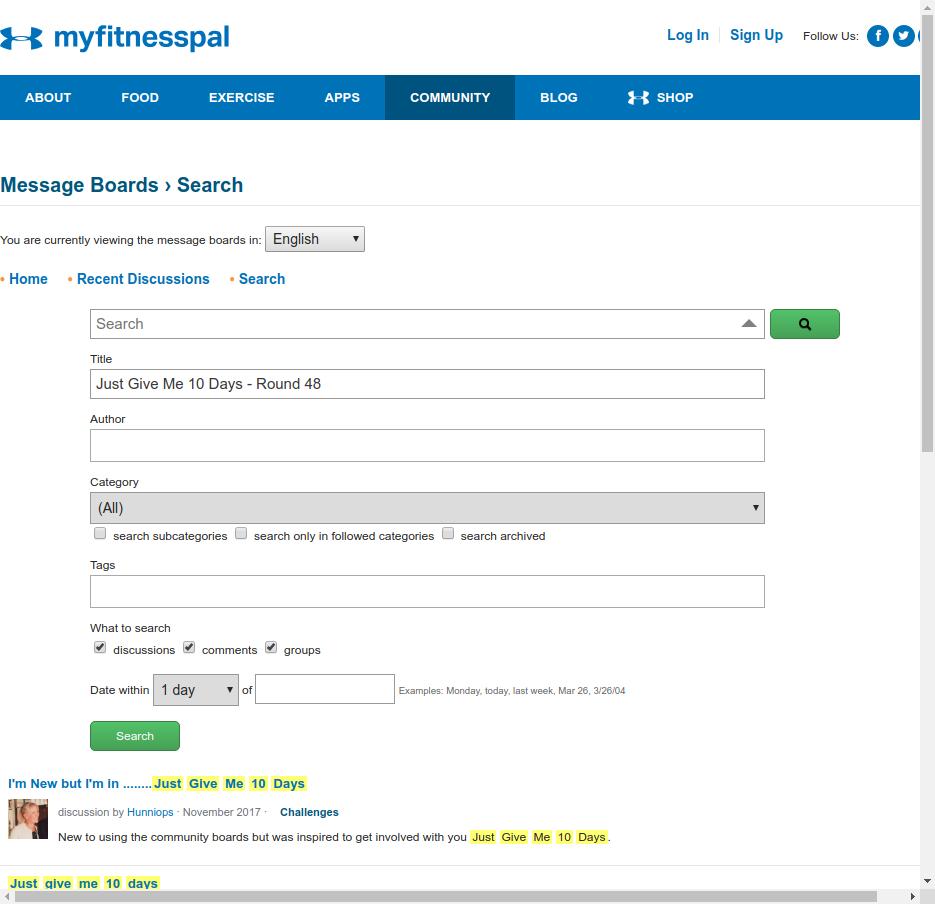 myfitnesspal
Log In Sign Up Follow Us:
ABOUT FOOD EXERCISE APPS COMMUNITY BLOG SHOP
Message Boards › Search
You are currently viewing the message boards in: English
• Home • Recent Discussions • Search
Search
Title
Just Give Me 10 Days - Round 48
Author
Category
(All)
search subcategories search only in followed categories search archived
Tags
What to search
discussions comments groups
Date within 1 day of Examples: Monday, today, last week, Mar 26, 3/26/04
Search
I'm New but I'm in ........Just Give Me 10 Days
discussion by Hunniops · November 2017 · Challenges
New to using the community boards but was inspired to get involved with you Just Give Me 10 Days.
Just give me 10 days